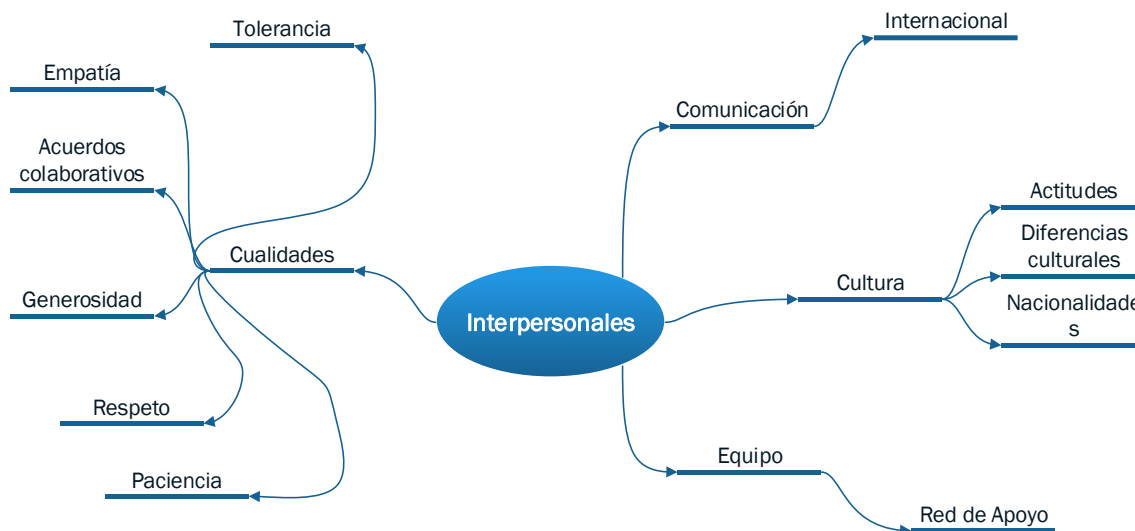 Tolerancia
Empatía
Acuerdos
colaborativos
Cualidades
Generosidad
Respeto
Paciencia
Interpersonales
Internacional
Comunicación
Actitudes
Diferencias
culturales
Cultura
Nacionalidade
s
Equipo
Red de Apoyo